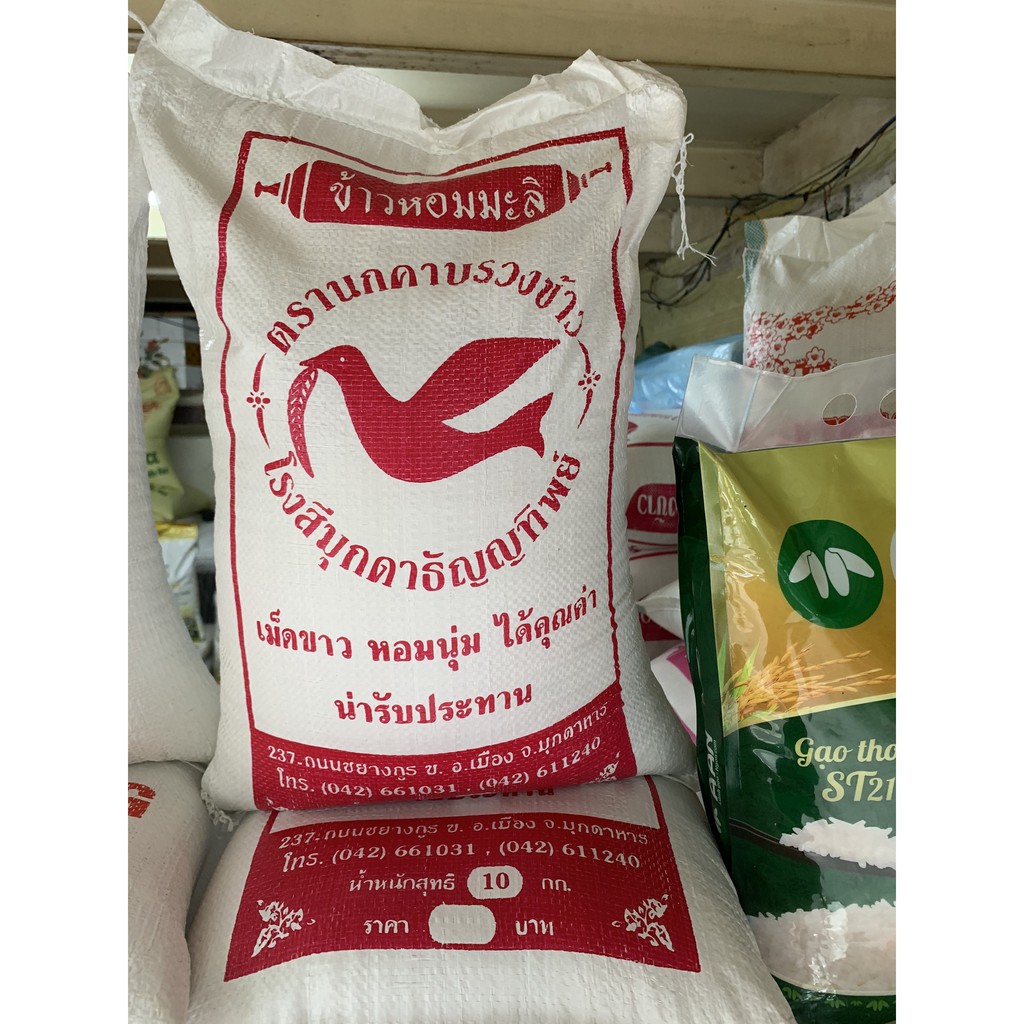 ข้าวหอมมะลิ
ตรานกคาบรวงข้าว
โรงสีมุกดาธัญญทิพย์
เม็ดขาว หอมนุ่ม ได้คุณค่า
น่ารับประทาน
237.ถนนชยางกูร ข. อ.เมือง จ.มุกดาหาร
โทร. (042) 661031 , (042) 611240
237.ถนนชยางกูร ข. อ.เมือง จ.มุกดาหาร
โทร. (042) 661031 , (042) 611240
น้ำหนักสุทธิ 10 กก.
ราคา บาท
Gạo thơ
ST21